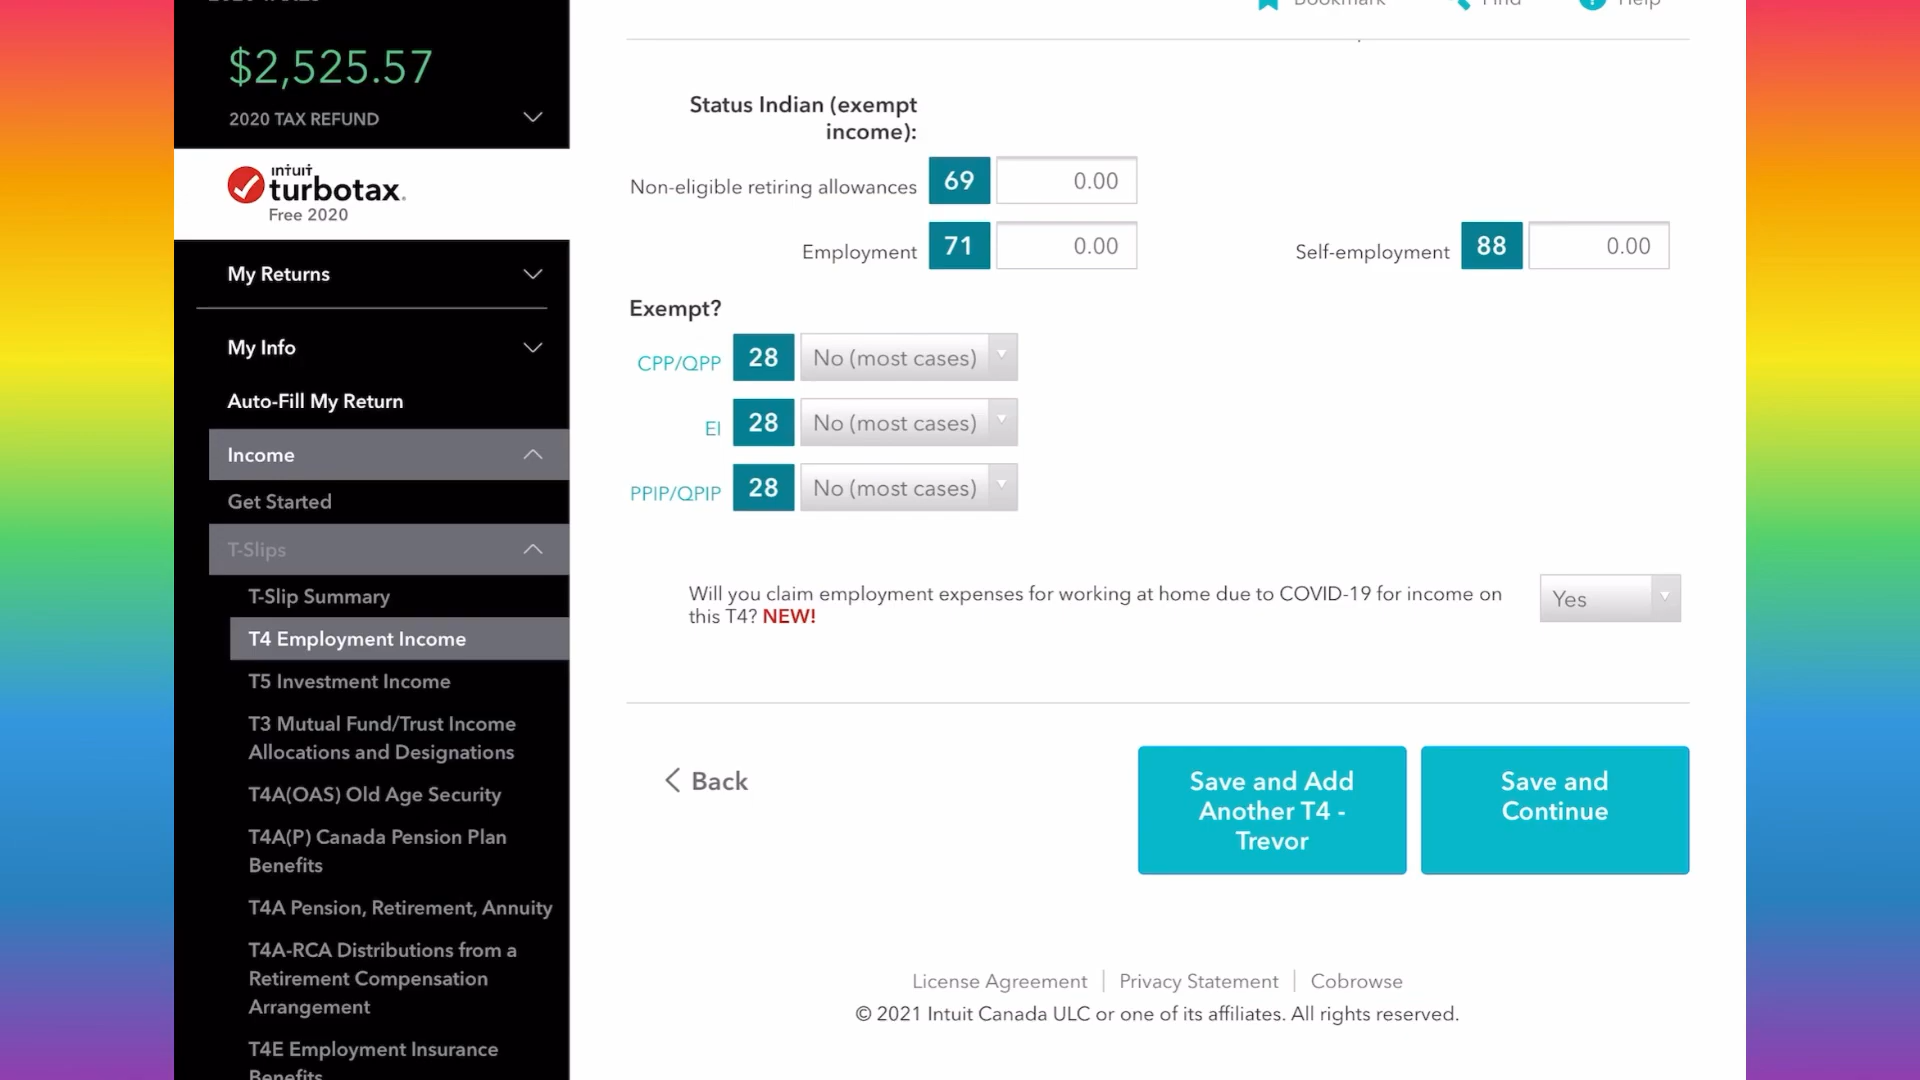 $2,525.57
2020 TAX REFUND
intuit
turbotax.
Free 2020
My Returns
My Info
Auto-Fill My Return
Income
Get Started
T-Slips
T-Slip Summary
T4 Employment Income
T5 Investment Income
T3 Mutual Fund/Trust Income
Allocations and Designations
T4A(OAS) Old Age Security
T4A(P) Canada Pension Plan
Benefits
T4A Pension, Retirement, Annuity
T4A-RCA Distributions from a
Retirement Compensation
Arrangement
T4E Employment Insurance
Benefits
Bookmark Find Help
Status Indian (exempt
income):
Non-eligible retiring allowances 69 0.00
Employment 71 0.00 Self-employment 88 0.00
Exempt?
CPP/QPP 28 No (most cases)
EI 28 No (most cases)
PPIP/QPIP 28 No (most cases)
Will you claim employment expenses for working at home due to COVID-19 for income on
this T4? NEW! Yes
Back
Save and Add
Another T4 -
Trevor
Save and
Continue
License Agreement | Privacy Statement | Cobrowse
© 2021 Intuit Canada ULC or one of its affiliates. All rights reserved.